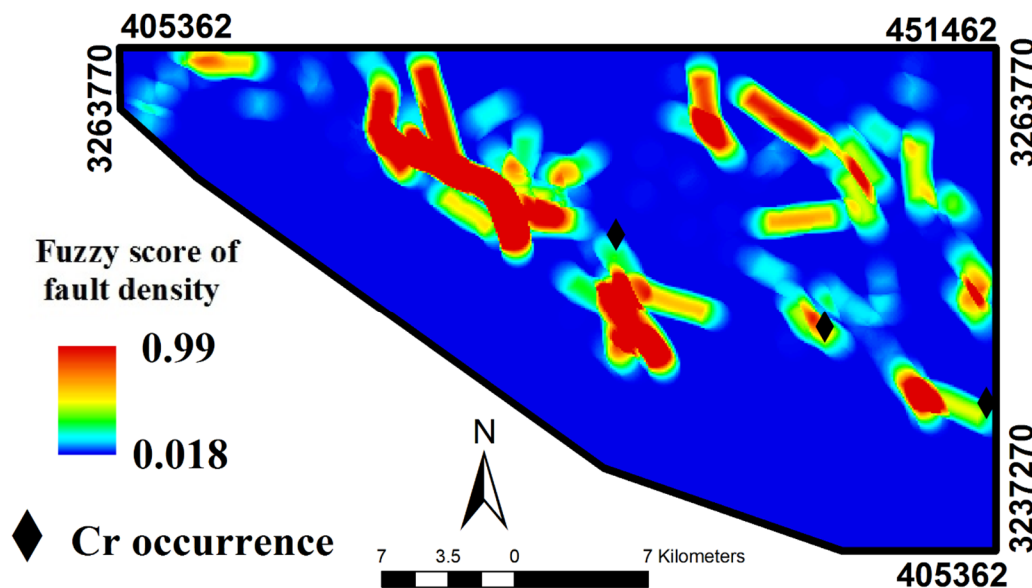 405362
451462
3263770
3263770
Fuzzy score of
fault density
0.99
0.018
N
Cr occurrence
7 3.5 0 7 Kilometers
3237270
405362